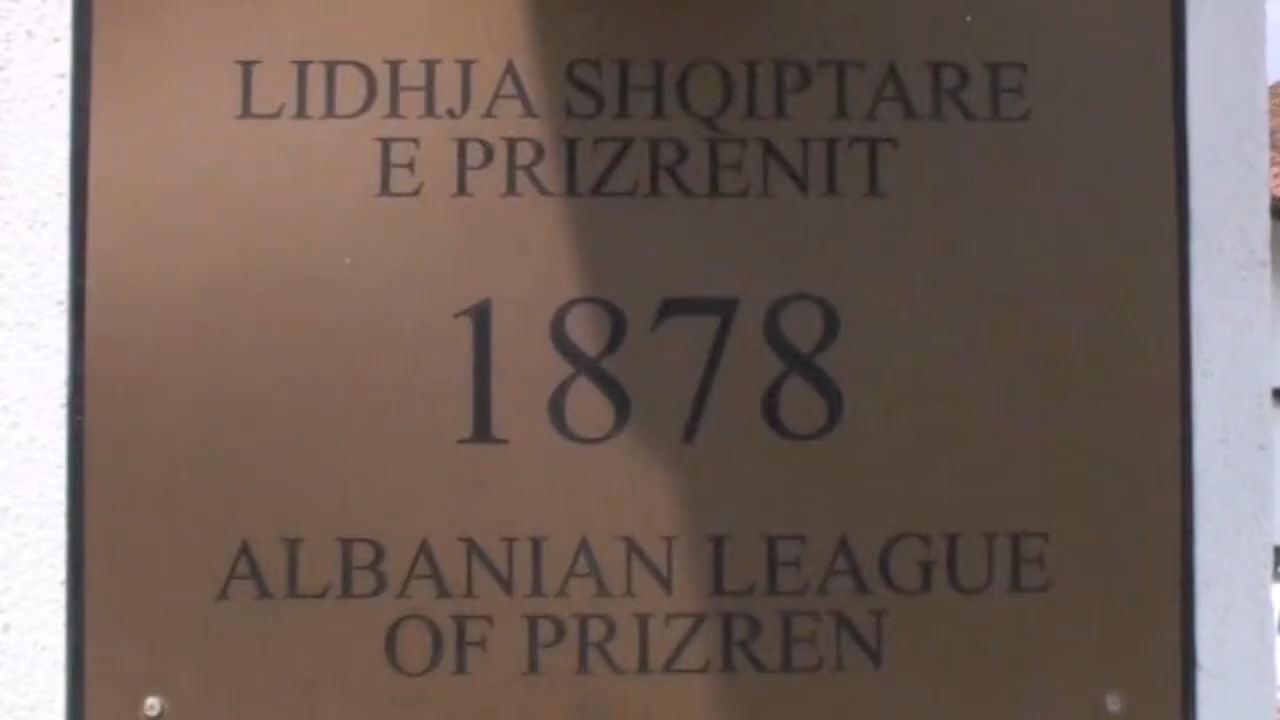 LIDHJA SHQIPTARE
E PRIZRENIT
1878
ALBANIAN LEAGUE
OF PRIZREN